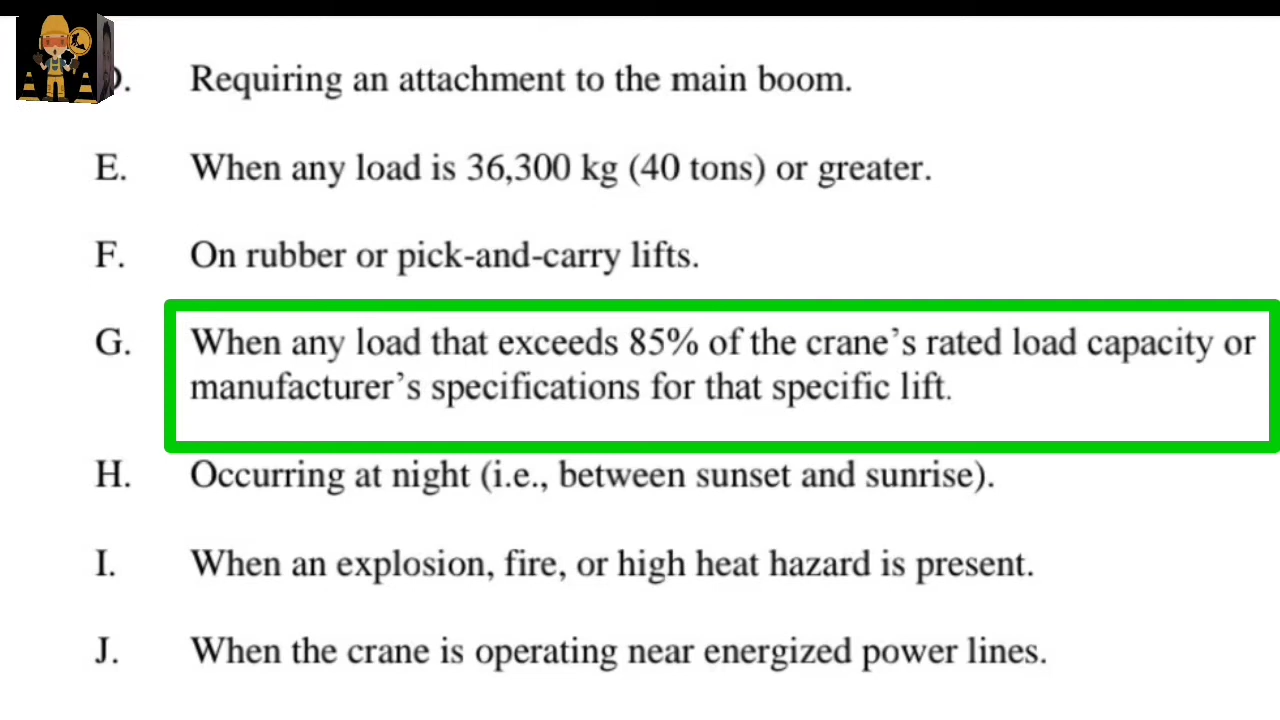 D. Requiring an attachment to the main boom.
E. When any load is 36,300 kg (40 tons) or greater.
F. On rubber or pick-and-carry lifts.
G. When any load that exceeds 85% of the crane's rated load capacity or
manufacturer's specifications for that specific lift.
H. Occurring at night (i.e., between sunset and sunrise).
I. When an explosion, fire, or high heat hazard is present.
J. When the crane is operating near energized power lines.